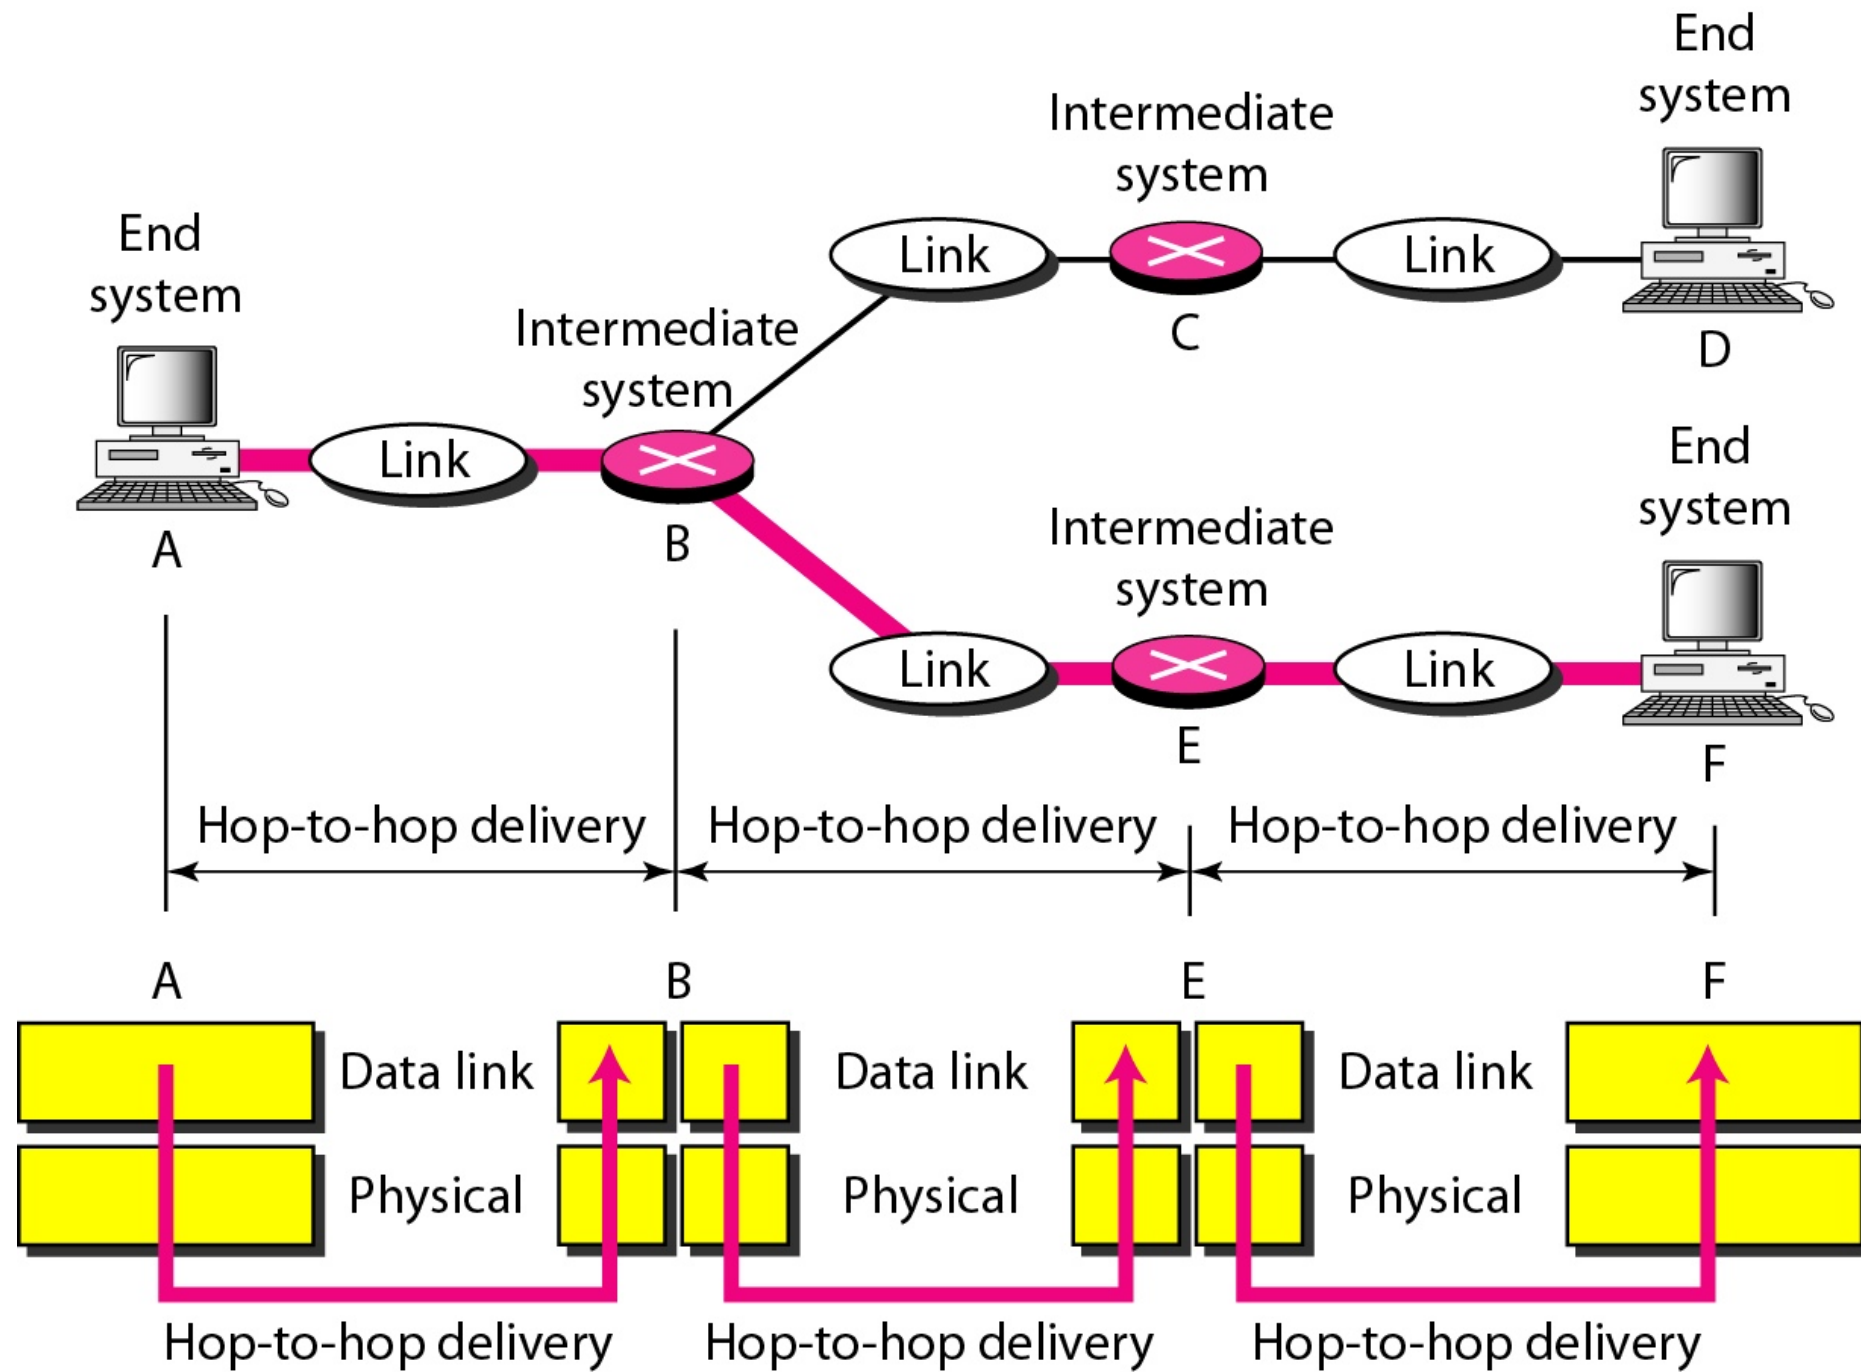 End
system
Intermediate
system
End
system
Link
Link
C
D
Intermediate
system
Link
A
B
End
system
Intermediate
system
Link
Link
E
F
Hop-to-hop delivery
Hop-to-hop delivery
Hop-to-hop delivery
A
B
E
F
Data link
Data link
Data link
Physical
Physical
Physical
Hop-to-hop delivery
Hop-to-hop delivery
Hop-to-hop delivery